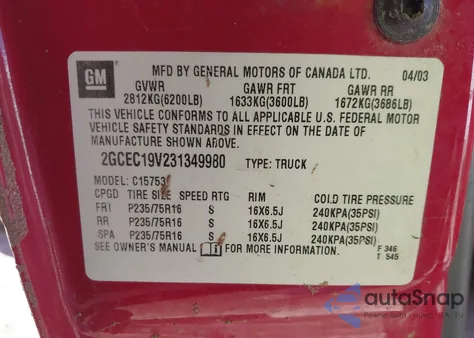 GM
MFD BY GENERAL MOTORS OF CANADA LTD. 04/03
GVWR GAWR FRT GAWR RR
2812KG(6200LB) 1633KG(3600LB) 1672KG(3686LB)
THIS VEHICLE CONFORMS TO ALL APPLICABLE U.S. FEDERAL MOTOR
VEHICLE SAFETY STANDARDS IN EFFECT ON THE DATE OF
MANUFACTURE SHOWN ABOVE.
2GCEC19V231349980 TYPE: TRUCK
MODEL: C15753
CPGD TIRE SIZE SPEED RTG RIM COLD TIRE PRESSURE
FRT P235/75R16 S 16X6.5J 240KPA(35PSI)
RR P235/75R16 S 16X6.5J 240KPA(35PSI)
SPA P235/75R16 S 16X6.5J 240KPA(35PSI)
SEE OWNER'S MANUAL FOR MORE INFORMATION.
F 346
T 545
autoSnap